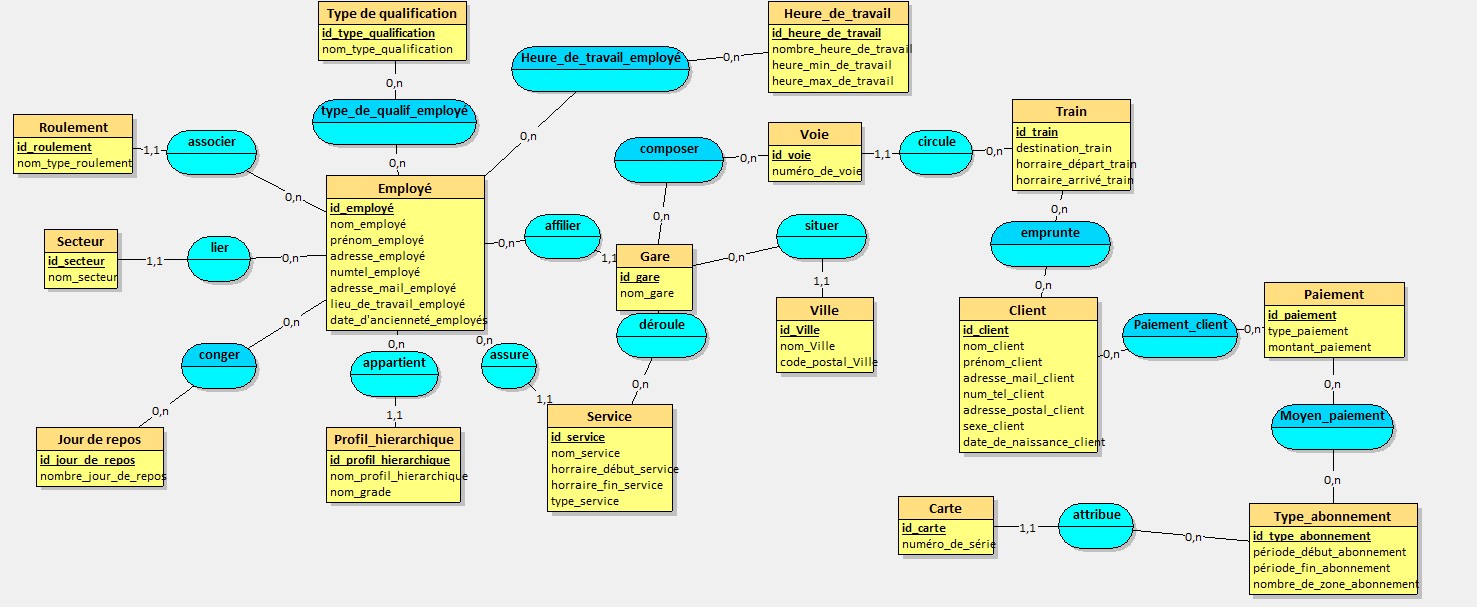 Type de qualification
id_type_qualification
nom_type_qualification
0,n
type_de_qualif_employé
0,n
Heure_de_travail_employé
0,n
0,n
Heure_de_travail
id_heure_de_travail
nombre_heure_de_travail
heure_min_de_travail
heure_max_de_travail
Roulement
id_roulement
nom_type_roulement
1,1
associer
0,n
Secteur
id_secteur
nom_secteur
1,1
lier
0,n
Employé
id_employé
nom_employé
prénom_employé
adresse_employé
numtel_employé
adresse_mail_employé
lieu_de_travail_employé
date_d'ancienneté_employés
0,n
conger
0,n
Jour de repos
id_jour_de_repos
nombre_jour_de_repos
0,n
appartient
1,1
Profil_hierarchique
id_profil_hierarchique
nom_profil_hierarchique
nom_grade
0,n
assure
1,1
Service
id_service
nom_service
horraire_début_service
horraire_fin_service
type_service
0,n
affilier
1,1
Gare
id_gare
nom_gare
déroule
0,n
composer
0,n
0,n
Voie
id_voie
numéro_de_voie
1,1
circule
0,n
Train
id_train
destination_train
horraire_départ_train
horraire_arrivé_train
0,n
situer
1,1
Ville
id_Ville
nom_Ville
code_postal_Ville
0,n
emprunte
0,n
Client
id_client
nom_client
prénom_client
adresse_mail_client
num_tel_client
adresse_postal_client
sexe_client
date_de_naissance_client
0,n
Paiement_client
0,n
Paiement
id_paiement
type_paiement
montant_paiement
0,n
Moyen_paiement
0,n
Carte
id_carte
numéro_de_série
1,1
attribue
0,n
Type_abonnement
id_type_abonnement
période_début_abonnement
période_fin_abonnement
nombre_de_zone_abonnement